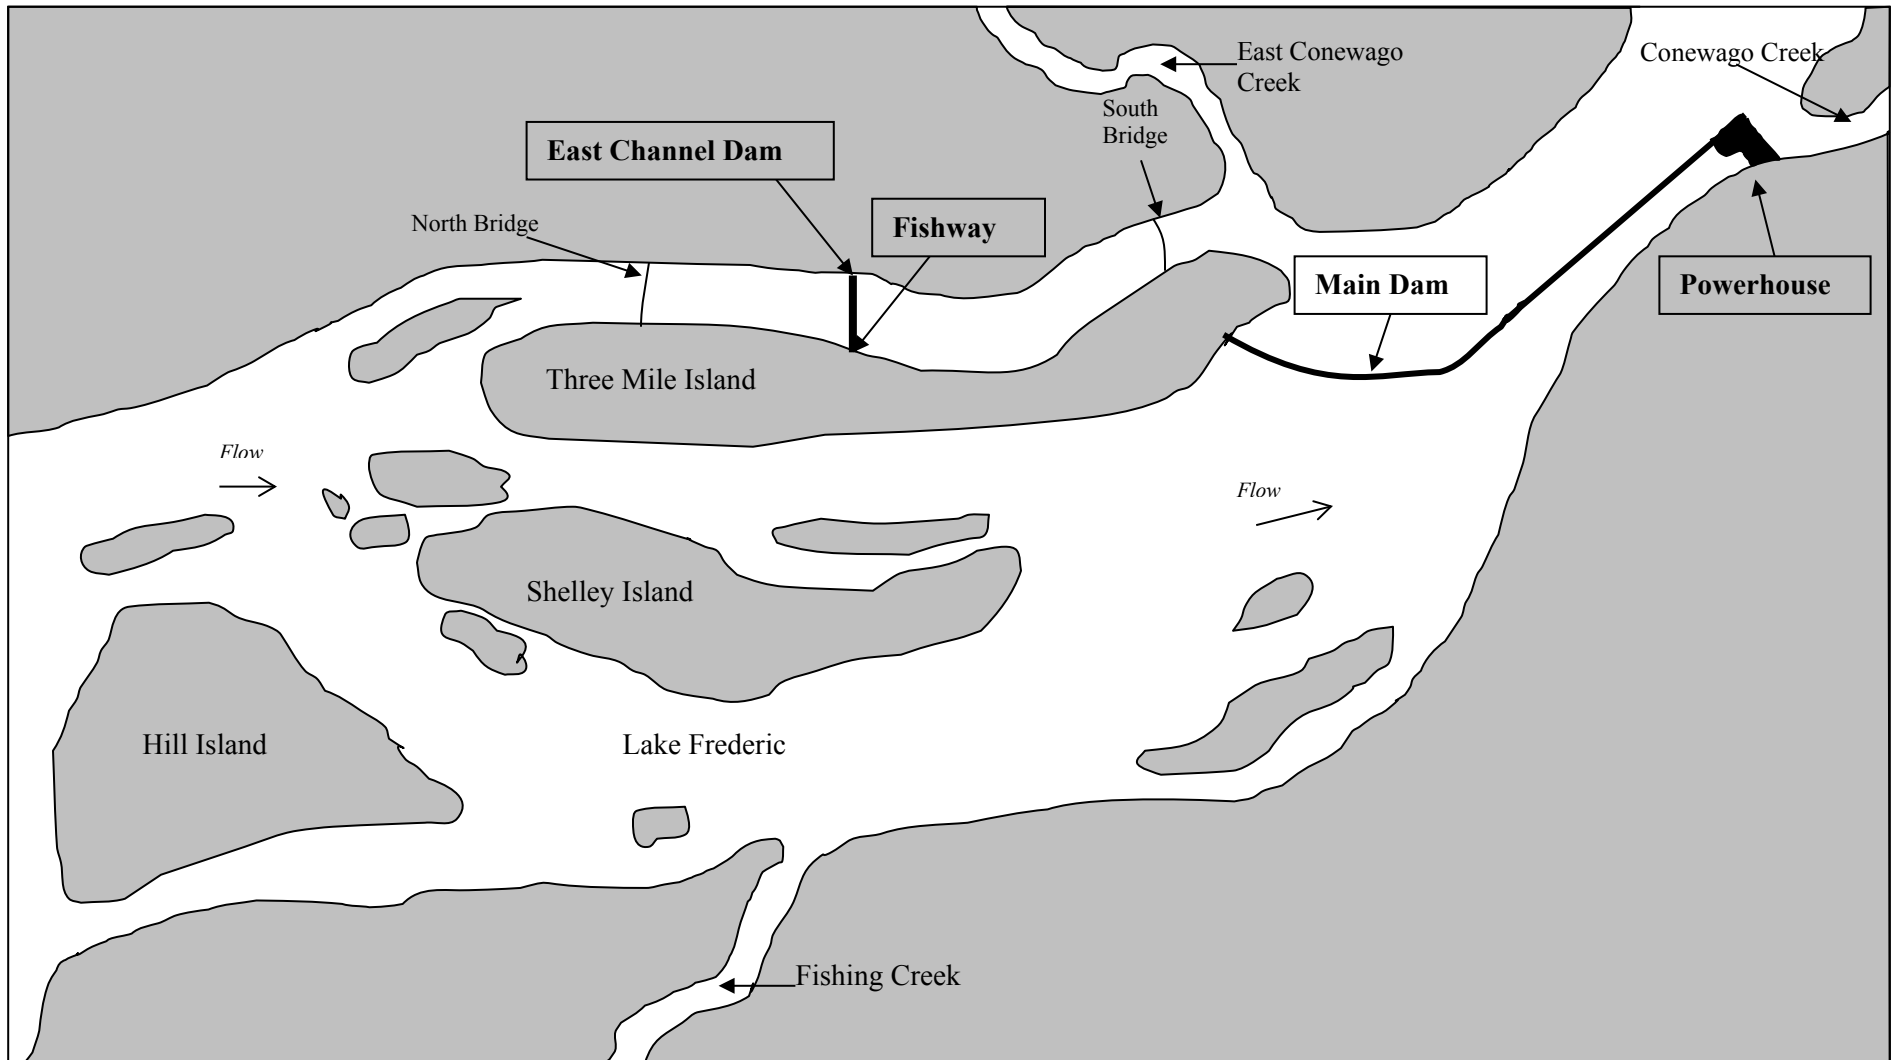 East Conewago
Creek
Conewago Creek
South
Bridge
East Channel Dam
North Bridge
Fishway
Main Dam
Powerhouse
Three Mile Island
Flow
Flow
Shelley Island
Hill Island
Lake Frederic
Fishing Creek